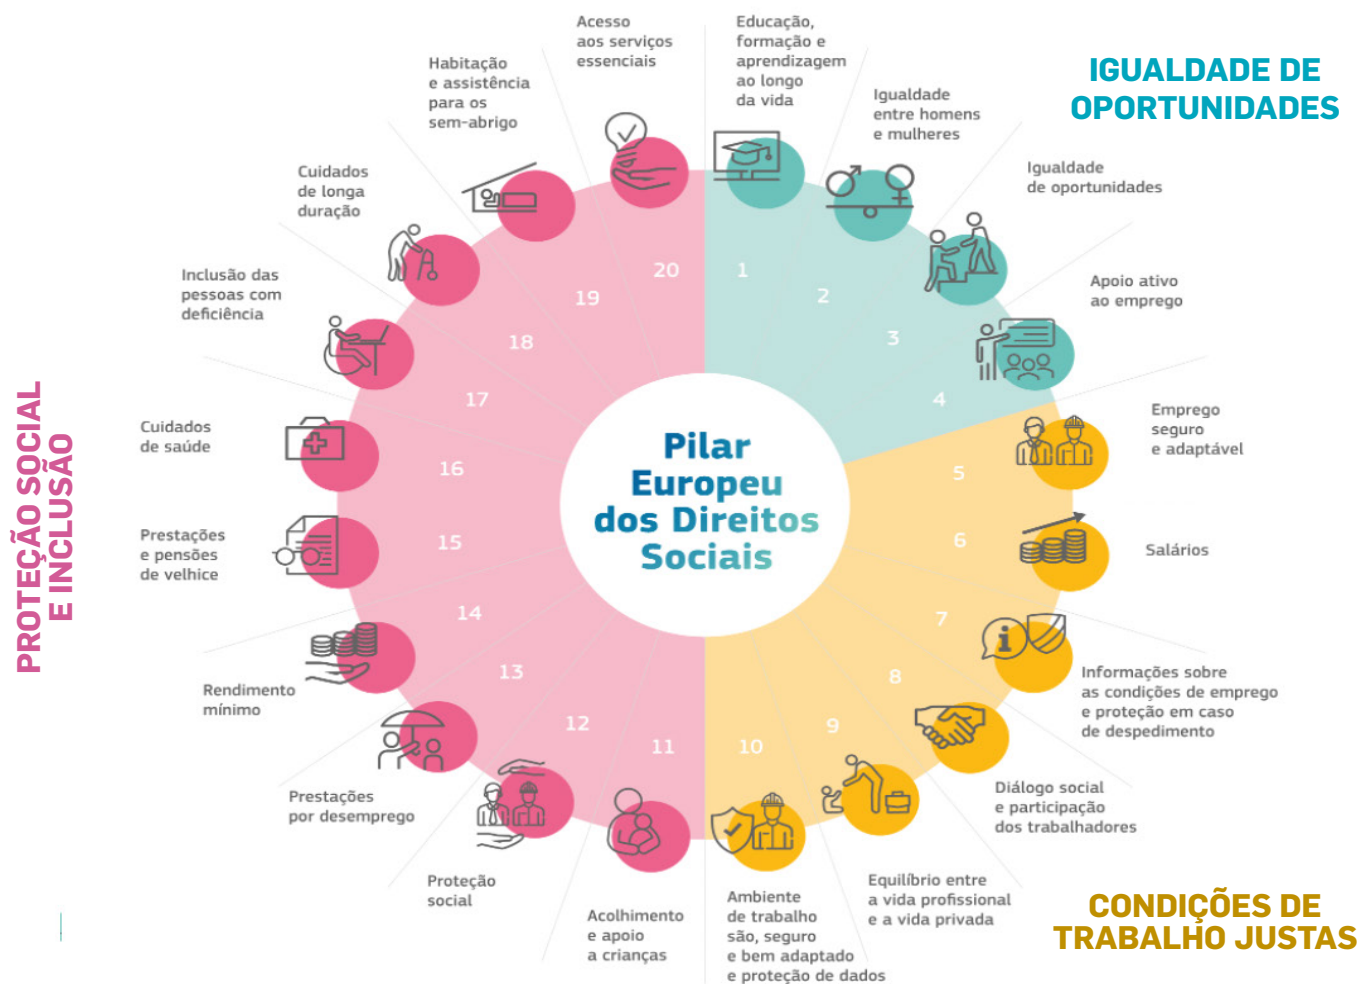 Pilar
Europeu
dos Direitos
Sociais
IGUALDADE DE
OPORTUNIDADES
1
Educação,
formação e
aprendizagem
ao longo
da vida
2
Igualdade
entre homens
e mulheres
3
Igualdade
de oportunidades
4
Apoio ativo
ao emprego
CONDIÇÕES DE
TRABALHO JUSTAS
5
Emprego
seguro
e adaptável
6
Salários
7
Informações sobre
as condições de emprego
e proteção em caso
de despedimento
8
Diálogo social
e participação
dos trabalhadores
9
Equilíbrio entre
a vida profissional
e a vida privada
10
Ambiente
de trabalho
são, seguro
e bem adaptado
e proteção de dados
PROTEÇÃO SOCIAL
E INCLUSÃO
11
Acolhimento
e apoio
a crianças
12
Proteção
social
13
Prestações
por desemprego
14
Rendimento
mínimo
15
Prestações
e pensões
de velhice
16
Cuidados
de saúde
17
Inclusão das
pessoas com
deficiência
18
Cuidados
de longa
duração
19
Habitação
e assistência
para os
sem-abrigo
20
Acesso
aos serviços
essenciais